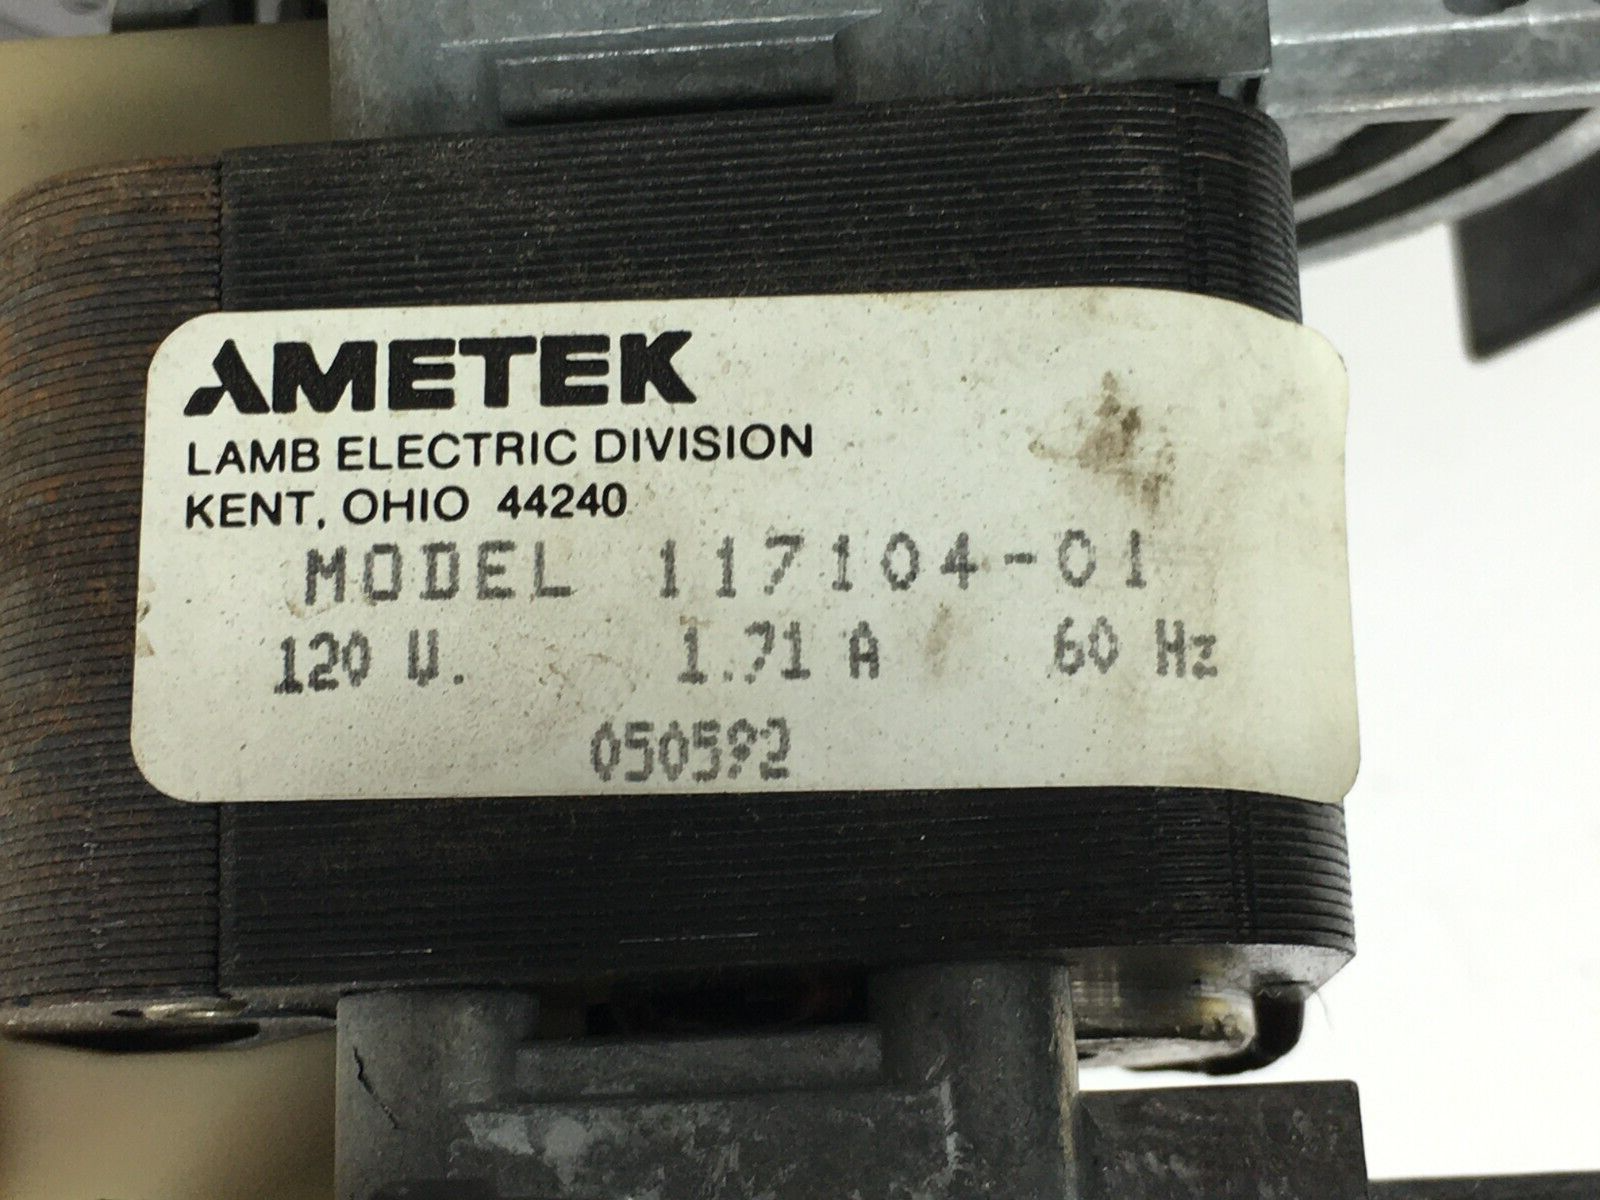 AMETEK
LAMB ELECTRIC DIVISION
KENT, OHIO 44240
MODEL 117104-01
120 V. 1.71 A 60 Hz
050592